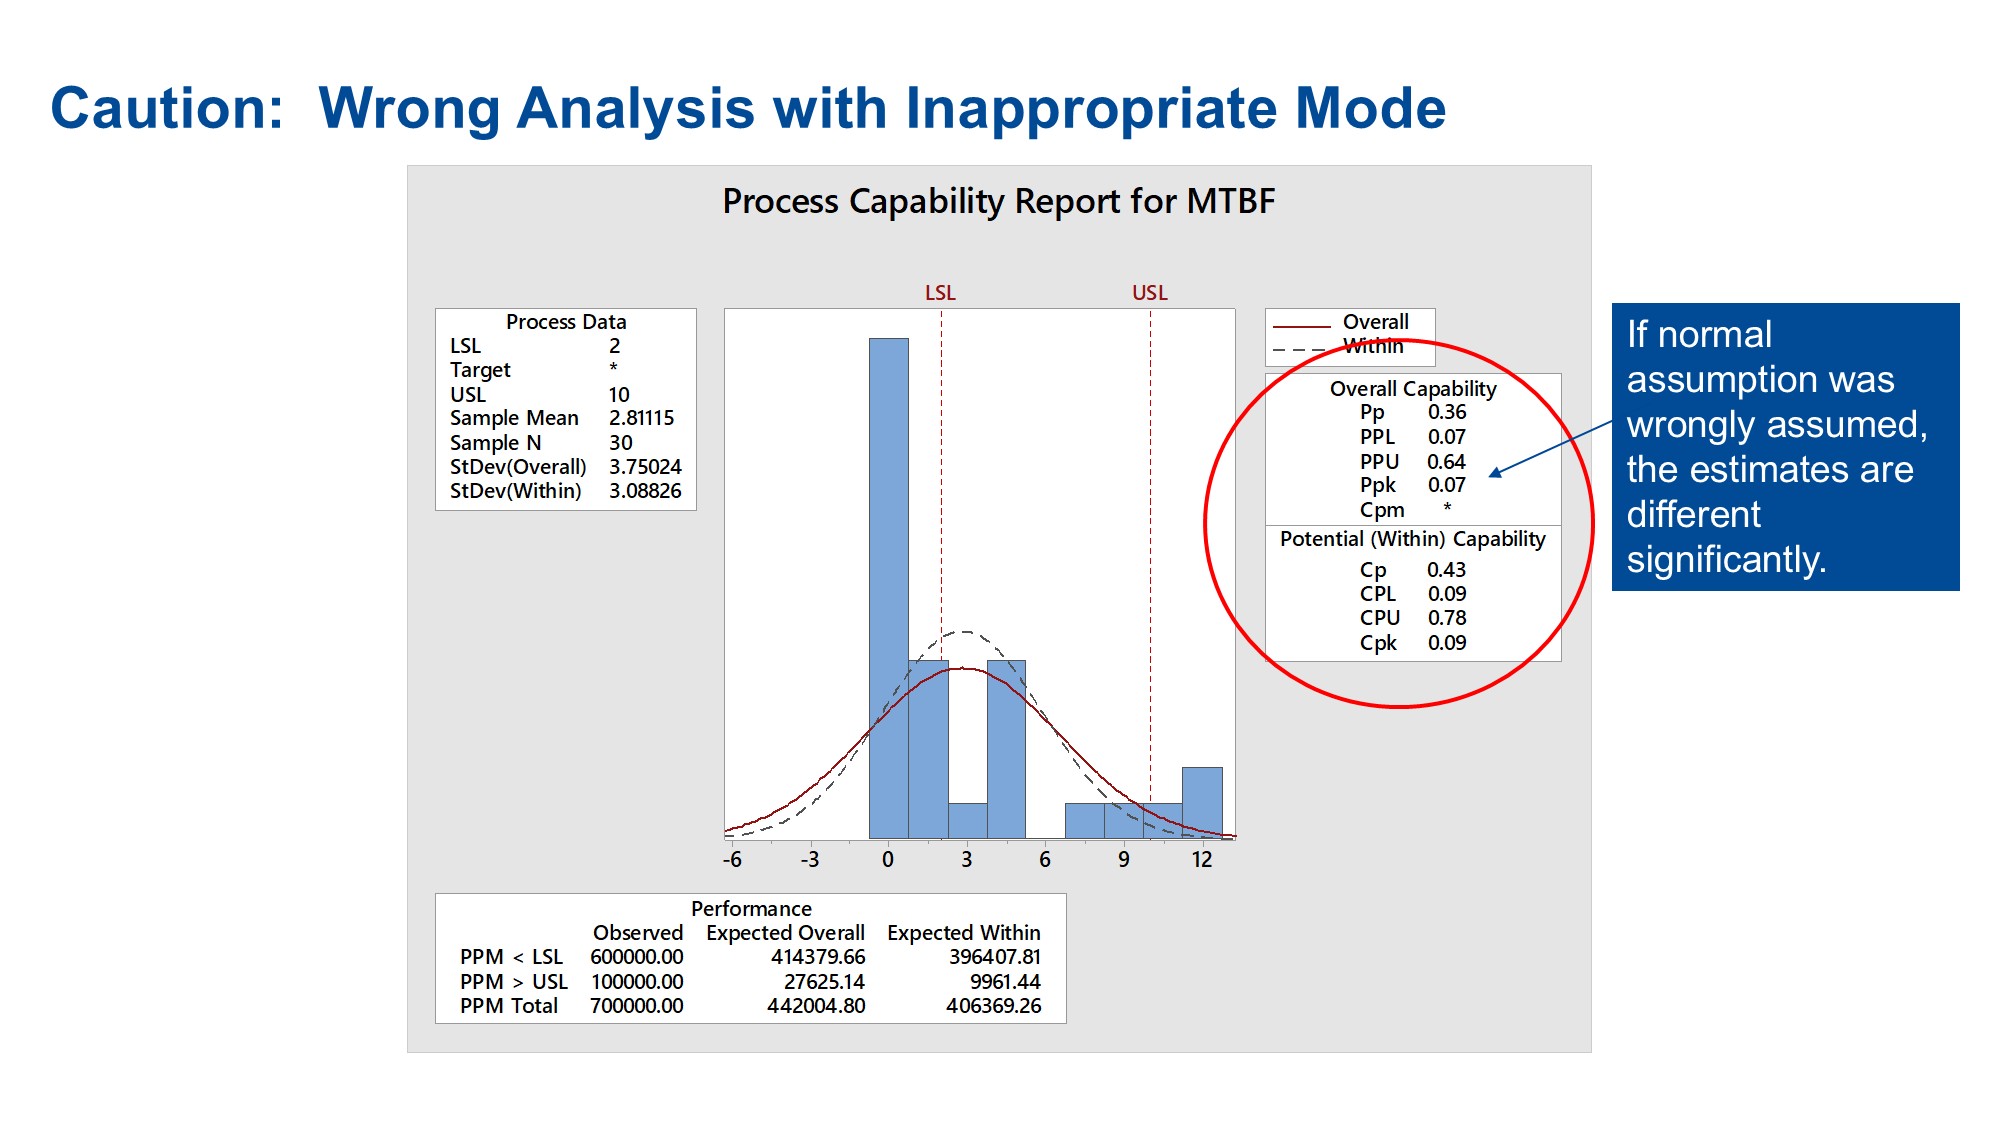 Caution:  Wrong Analysis with Inappropriate Mode
Process Capability Report for MTBF
LSL
USL
Process Data
LSL 2
Target *
USL 10
Sample Mean 2.81115
Sample N 30
StDev(Overall) 3.75024
StDev(Within) 3.08826
Overall
Within
Overall Capability
Pp 0.36
PPL 0.07
PPU 0.64
Ppk 0.07
Cpm *
Potential (Within) Capability
Cp 0.43
CPL 0.09
CPU 0.78
Cpk 0.09
If normal
assumption was
wrongly assumed,
the estimates are
different
significantly.
-6 -3 0 3 6 9 12
Performance
Observed Expected Overall Expected Within
PPM < LSL 600000.00 414379.66 396407.81
PPM > USL 100000.00 27625.14 9961.44
PPM Total 700000.00 442004.80 406369.26